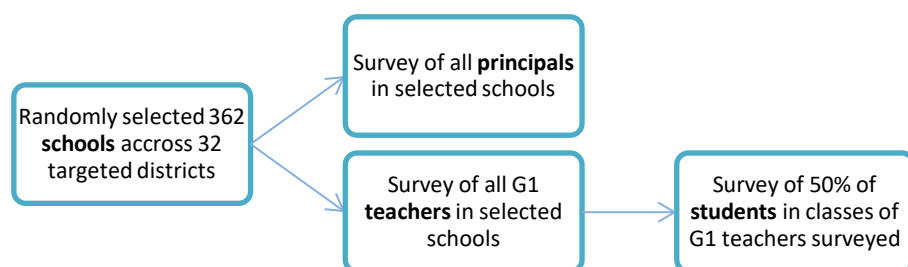 Randomly selected 362
schools accross 32
targeted districts
Survey of all principals
in selected schools
Survey of all G1
teachers in selected
schools
Survey of 50% of
students in classes of
G1 teachers surveyed